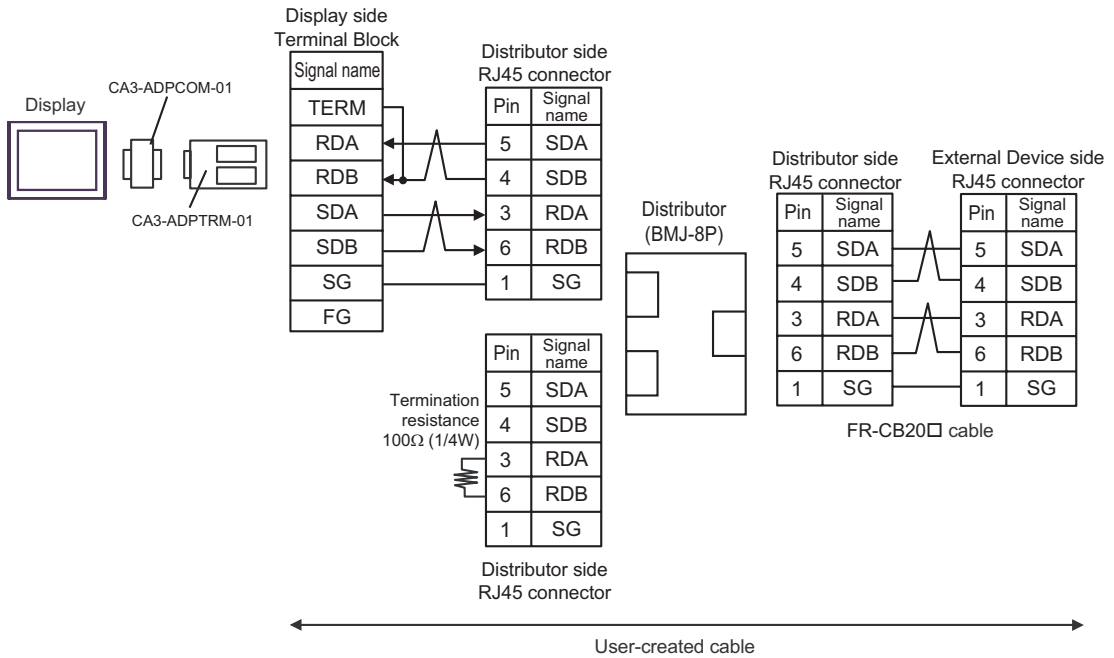 Display
CA3-ADPCOM-01
CA3-ADPTRM-01
Display side
Terminal Block
Signal name
TERM
RDA
RDB
SDA
SDB
SG
FG
Distributor side
RJ45 connector
Pin Signal name
5 SDA
4 SDB
3 RDA
6 RDB
1 SG
Termination
resistance
100Ω (1/4W)
Pin Signal name
5 SDA
4 SDB
3 RDA
6 RDB
1 SG
Distributor side
RJ45 connector
Distributor
(BMJ-8P)
Distributor side
RJ45 connector
Pin Signal name
5 SDA
4 SDB
3 RDA
6 RDB
1 SG
External Device side
RJ45 connector
Pin Signal name
5 SDA
4 SDB
3 RDA
6 RDB
1 SG
FR-CB20□ cable
User-created cable